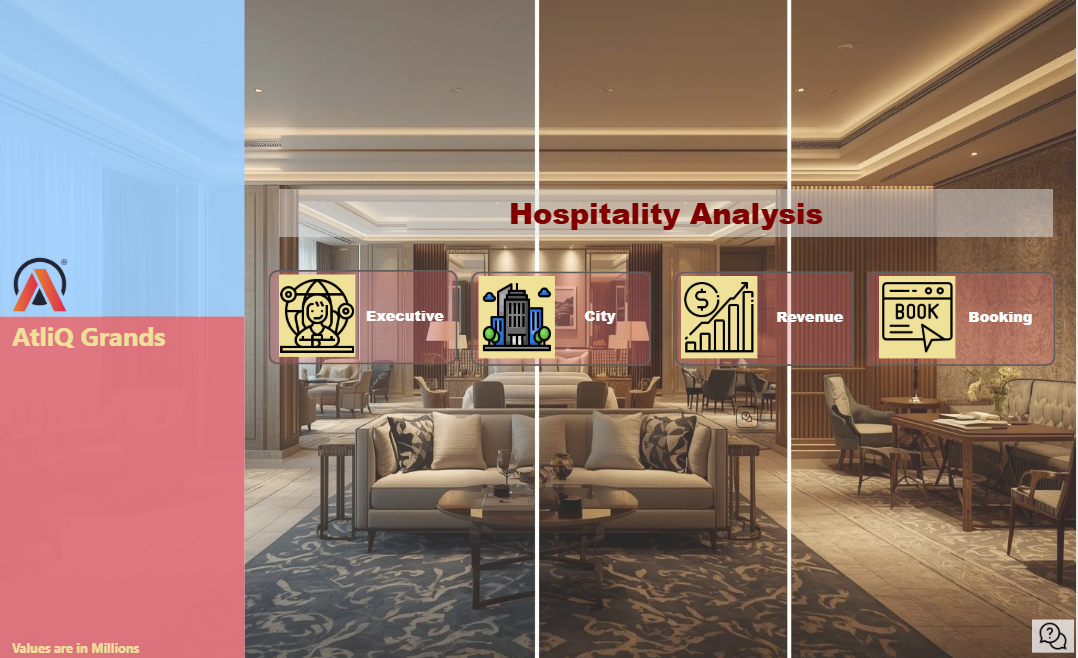 Hospitality Analysis
Executive
City
Revenue
BOOK
Booking
®
AtliQ Grands
Values are in Millions